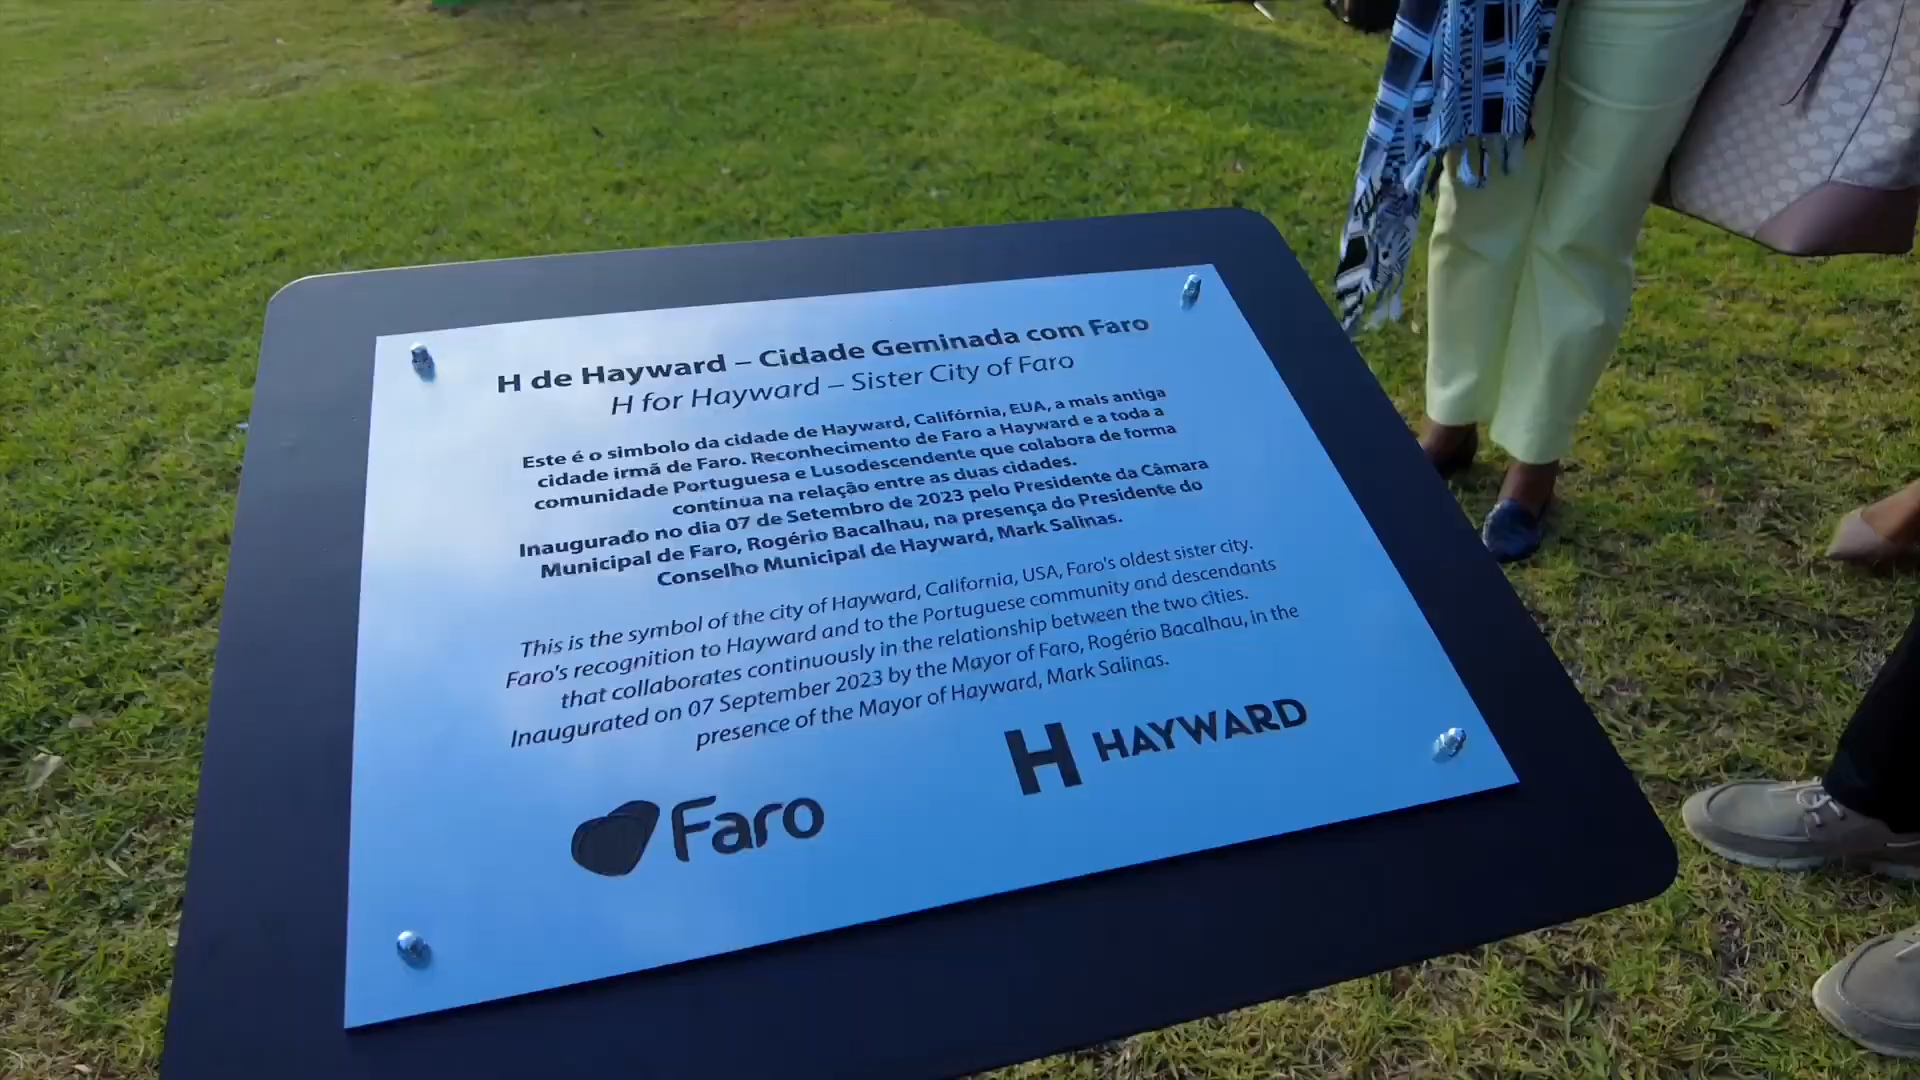 H de Hayward – Cidade Geminada com Faro
H for Hayward – Sister City of Faro
Este é o simbolo da cidade de Hayward, Califórnia, EUA, a mais antiga
cidade irmã de Faro. Reconhecimento de Faro a Hayward e a toda a
comunidade Portuguesa e Lusodescendente que colabora de forma
contínua na relação entre as duas cidades.
Inaugurado no dia 07 de Setembro de 2023 pelo Presidente da Câmara
Municipal de Faro, Rogério Bacalhau, na presença do Presidente do
Conselho Municipal de Hayward, Mark Salinas.
This is the symbol of the city of Hayward, California, USA, Faro's oldest sister city.
Faro's recognition to Hayward and to the Portuguese community and descendants
that collaborates continuously in the relationship between the two cities.
Inaugurated on 07 September 2023 by the Mayor of Faro, Rogério Bacalhau, in the
presence of the Mayor of Hayward, Mark Salinas.
H HAYWARD
Faro